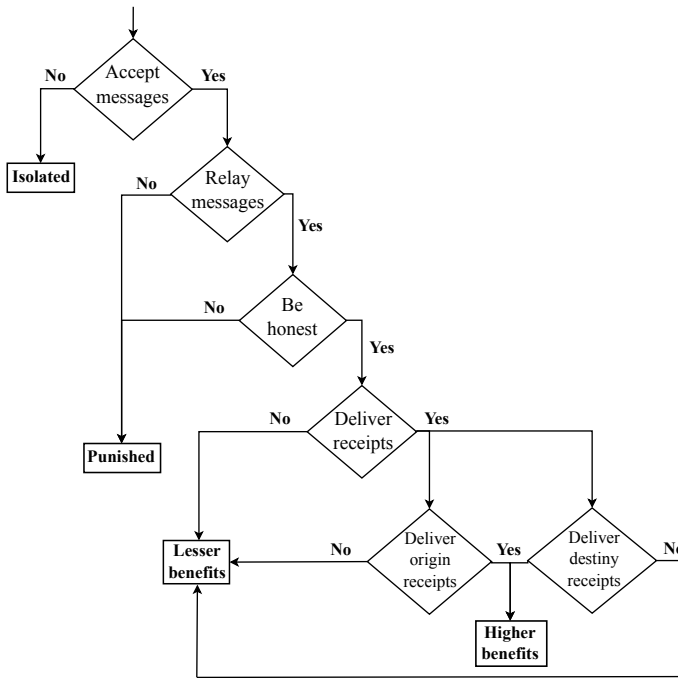 Accept
messages
No
Yes
Isolated
Relay
messages
No
Yes
Be
honest
No
Yes
Punished
Deliver
receipts
No
Yes
Lesser
benefits
Deliver
origin
receipts
No
Yes
Deliver
destiny
receipts
No
Higher
benefits